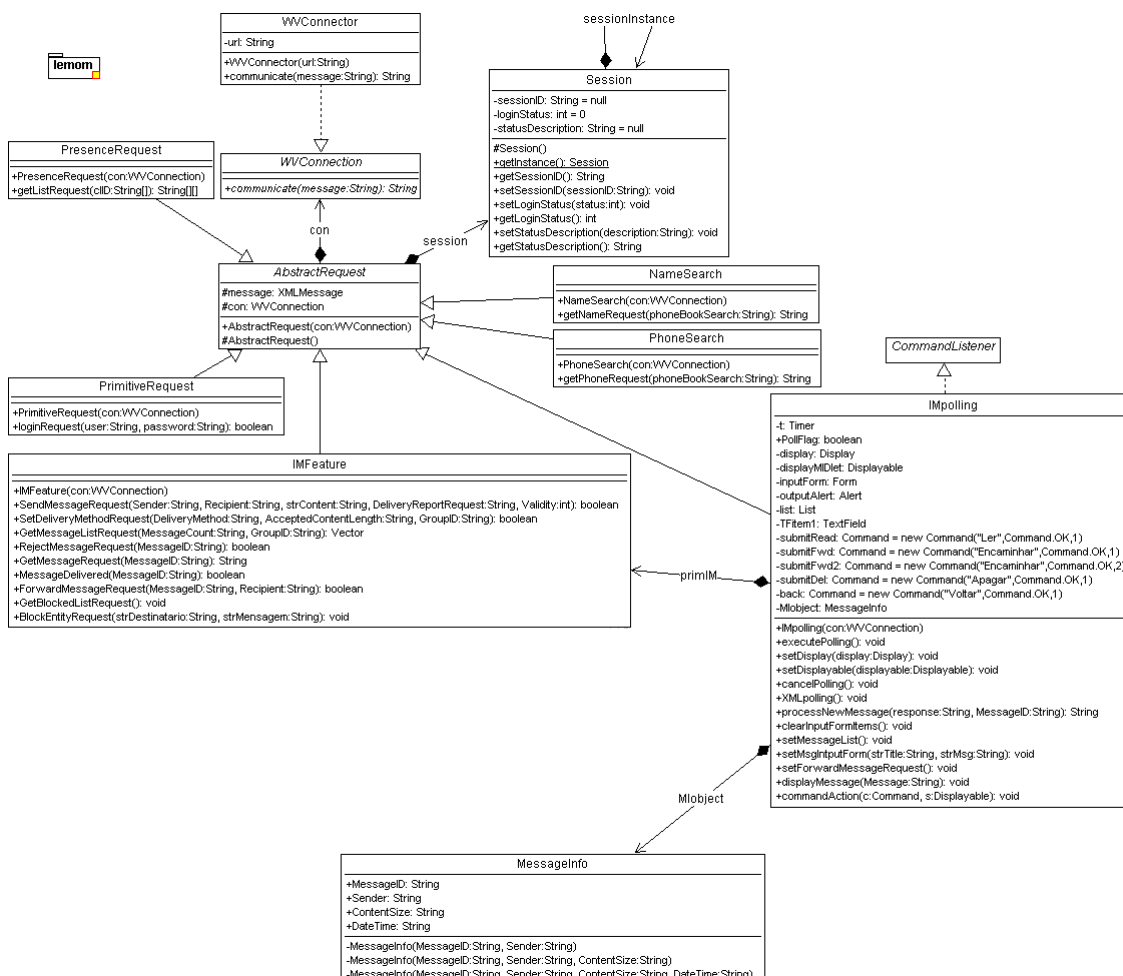 lemom
WVConnector
-url: String
+WVConnector(url:String)
+communicate(message:String): String
sessionInstance
Session
-sessionID: String = null
-loginStatus: int = 0
-statusDescription: String = null
#Session()
+getInstance(): Session
+getSessionID(): String
+setSessionID(sessionID:String): void
+setLoginStatus(status:int): void
+getLoginStatus(): int
+setStatusDescription(description:String): void
+getStatusDescription(): String
PresenceRequest
+PresenceRequest(con:WVConnection)
+getListRequest(clID:String[]): String[][]
WVConnection
+communicate(message:String): String
con
session
AbstractRequest
#message: XMLMessage
#con: WVConnection
+AbstractRequest(con:WVConnection)
#AbstractRequest()
NameSearch
+NameSearch(con:WVConnection)
+getNameRequest(phoneBookSearch:String): String
PhoneSearch
+PhoneSearch(con:WVConnection)
+getPhoneRequest(phoneBookSearch:String): String
CommandListener
PrimitiveRequest
+PrimitiveRequest(con:WVConnection)
+loginRequest(user:String, password:String): boolean
IMFeature
+IMFeature(con:WVConnection)
+SendMessageRequest(Sender:String, Recipient:String, strContent:String, DeliveryReportRequest:String, Validity:int): boolean
+SetDeliveryMethodRequest(DeliveryMethod:String, AcceptedContentLength:String, GroupID:String): boolean
+GetMessageListRequest(MessageCount:String, GroupID:String): Vector
+RejectMessageRequest(MessageID:String): boolean
+GetMessageRequest(MessageID:String): String
+MessageDelivered(MessageID:String): boolean
+ForwardMessageRequest(MessageID:String, Recipient:String): boolean
+GetBlockedListRequest(): void
+BlockEntityRequest(strDestinatario:String, strMensagem:String): void
primIM
IMpolling
-t: Timer
+PollFlag: boolean
-display: Display
-displayMIDlet: Displayable
-inputForm: Form
-outputAlert: Alert
-list: List
-TFitem1: TextField
-submitRead: Command = new Command("Ler",Command.OK,1)
-submitFwd: Command = new Command("Encaminhar",Command.OK,1)
-submitFwd2: Command = new Command("Encaminhar",Command.OK,2)
-submitDel: Command = new Command("Apagar",Command.OK,1)
-back: Command = new Command("Voltar",Command.OK,1)
-MIobject: MessageInfo
+IMpolling(con:WVConnection)
+executePolling(): void
+setDisplay(display:Display): void
+setDisplayable(displayable:Displayable): void
+cancelPolling(): void
+XMLpolling(): void
+processNewMessage(response:String, MessageID:String): String
+clearInputFormItems(): void
+setMessageList(): void
+setMsgIntputForm(strTitle:String, strMsg:String): void
+setForwardMessageRequest(): void
+displayMessage(Message:String): void
+commandAction(c:Command, s:Displayable): void
MIobject
MessageInfo
+MessageID: String
+Sender: String
+ContentSize: String
+DateTime: String
-MessageInfo(MessageID:String, Sender:String)
-MessageInfo(MessageID:String, Sender:String, ContentSize:String)
-MessageInfo(MessageID:String, Sender:String, ContentSize:String, DateTime:String)